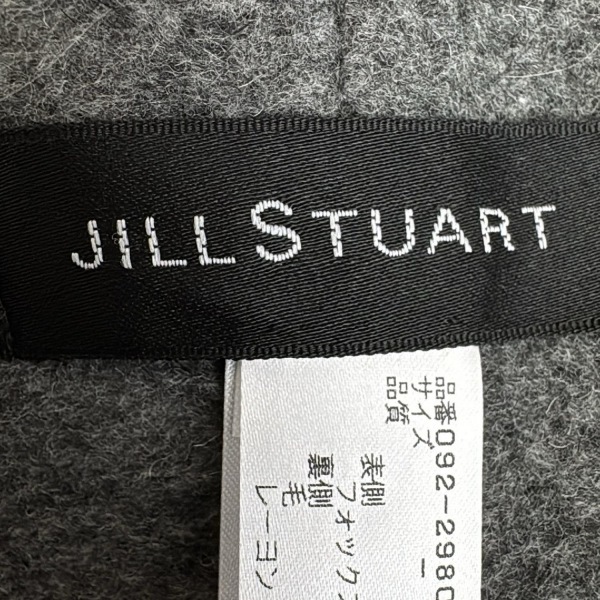 JILLSTUART
品番092-2980
サイズ -
品質
表側
フォックス
裏側
毛
レーヨン